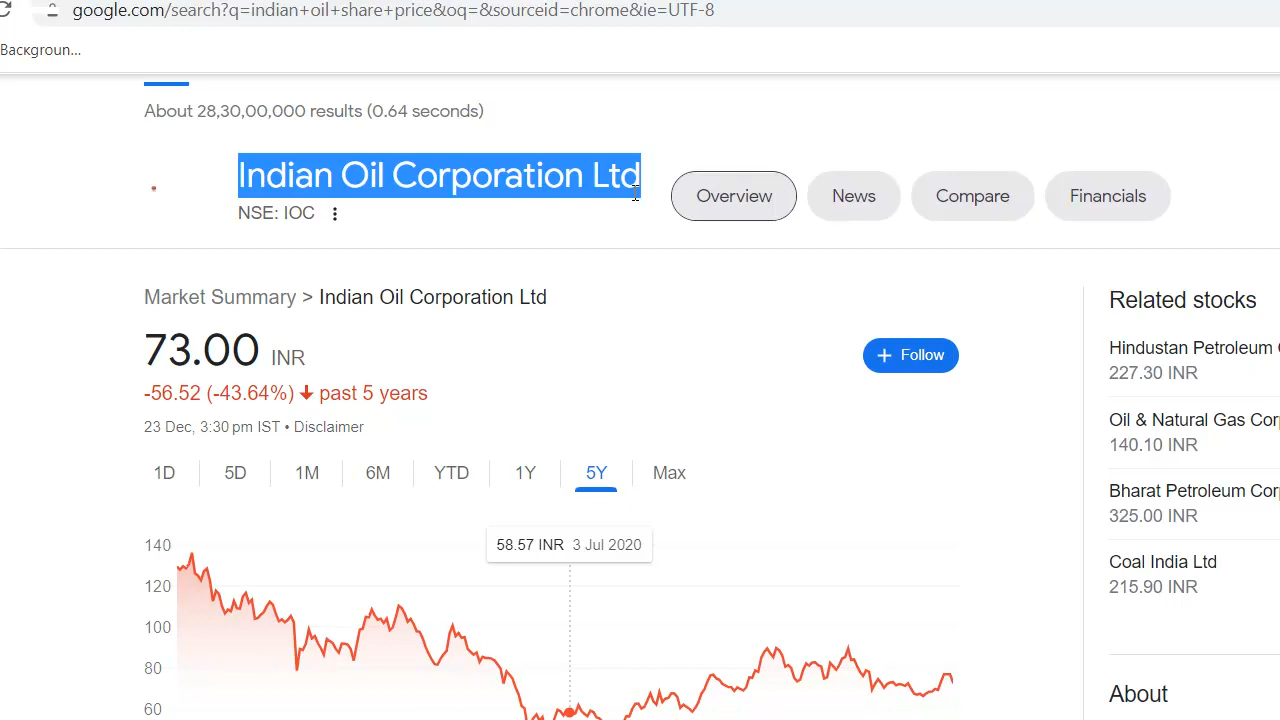 google.com/search?q=indian+oil+share+price&oq=&sourceid=chrome&ie=UTF-8
Backgroun...
About 28,30,00,000 results (0.64 seconds)
Indian Oil Corporation Ltd
NSE: IOC
Overview
News
Compare
Financials
Market Summary > Indian Oil Corporation Ltd
73.00 INR
+ Follow
-56.52 (-43.64%) ↓ past 5 years
23 Dec, 3:30 pm IST • Disclaimer
1D 5D 1M 6M YTD 1Y 5Y Max
58.57 INR 3 Jul 2020
140
120
100
80
60
Related stocks
Hindustan Petroleum
227.30 INR
Oil & Natural Gas Cor
140.10 INR
Bharat Petroleum Cor
325.00 INR
Coal India Ltd
215.90 INR
About